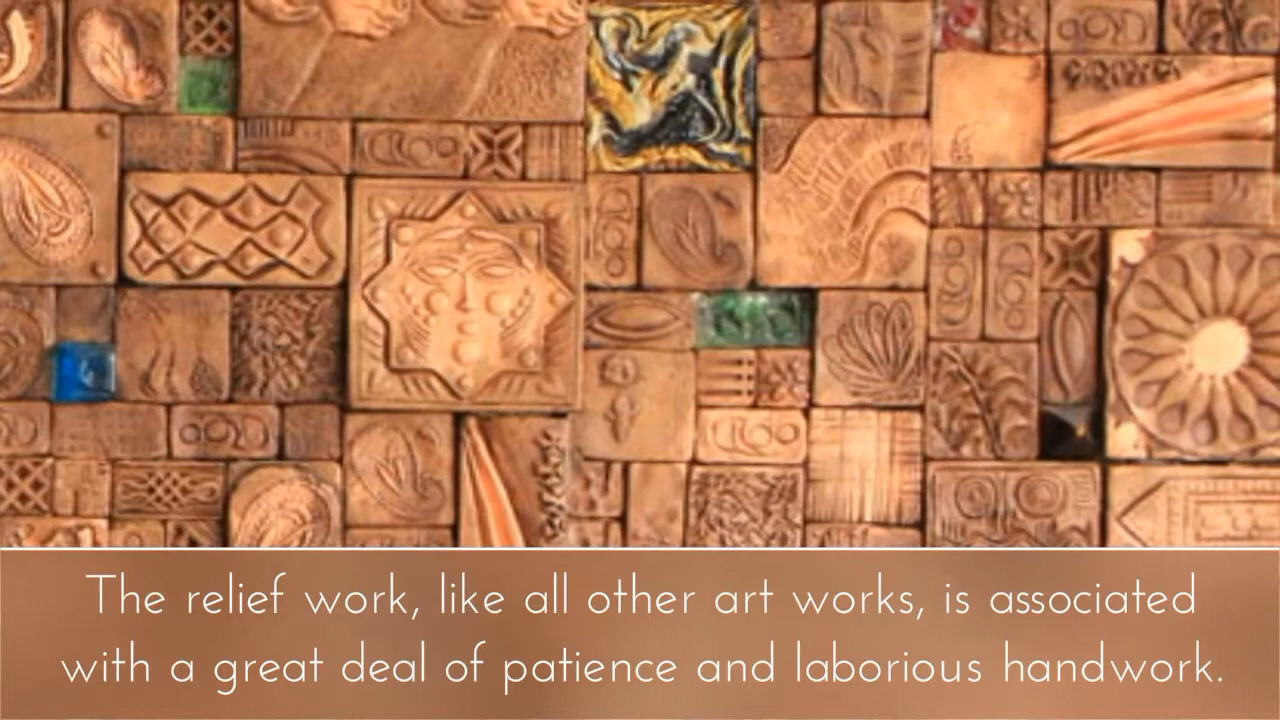 The relief work, like all other art works, is associated
with a great deal of patience and laborious handwork.